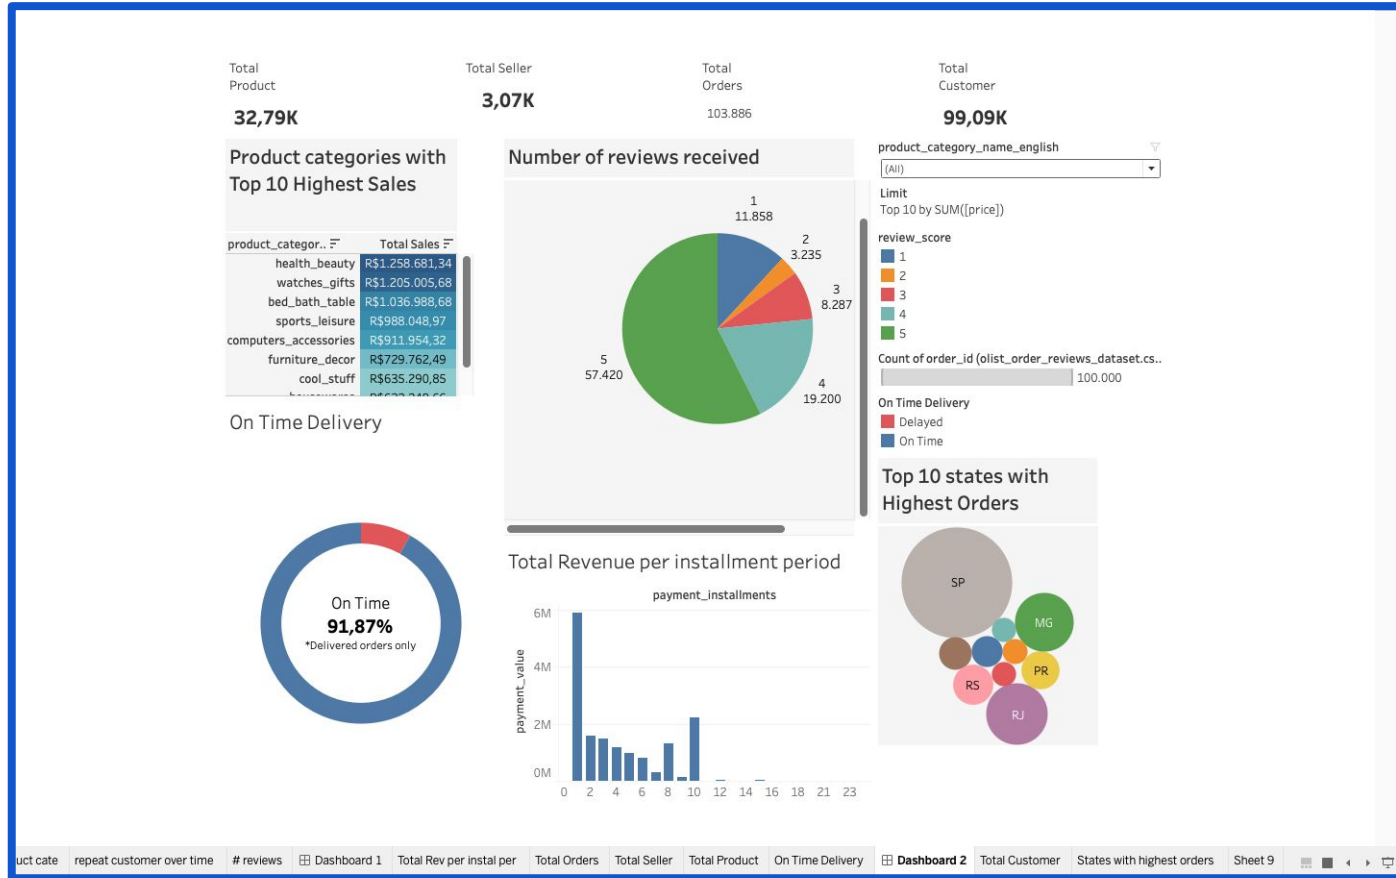 Total
Product
32,79K
Total Seller
3,07K
Total
Orders
103.886
Total
Customer
99,09K
Product categories with
Top 10 Highest Sales
product_categor.. Total Sales
health_beauty R$1.258.681,34
watches_gifts R$1.205.005,68
bed_bath_table R$1.036.988,68
sports_leisure R$988.048,97
computers_accessories R$911.954,32
furniture_decor R$729.762,49
cool_stuff R$635.290,85
Number of reviews received
1
11.858
2
3.235
3
8.287
4
19.200
5
57.420
product_category_name_english
(All)
Limit
Top 10 by SUM([price])
review_score
1
2
3
4
5
Count of order_id (olist_order_reviews_dataset.cs..
100.000
On Time Delivery
Delayed
On Time
On Time Delivery
On Time
91,87%
*Delivered orders only
Total Revenue per installment period
payment_installments
payment_value
6M
4M
2M
0M
0 2 4 6 8 10 12 14 16 18 21 23
Top 10 states with
Highest Orders
SP
MG
PR
RS
RJ
uct cate repeat customer over time # reviews Dashboard 1 Total Rev per instal per Total Orders Total Seller Total Product On Time Delivery Dashboard 2 Total Customer States with highest orders Sheet 9